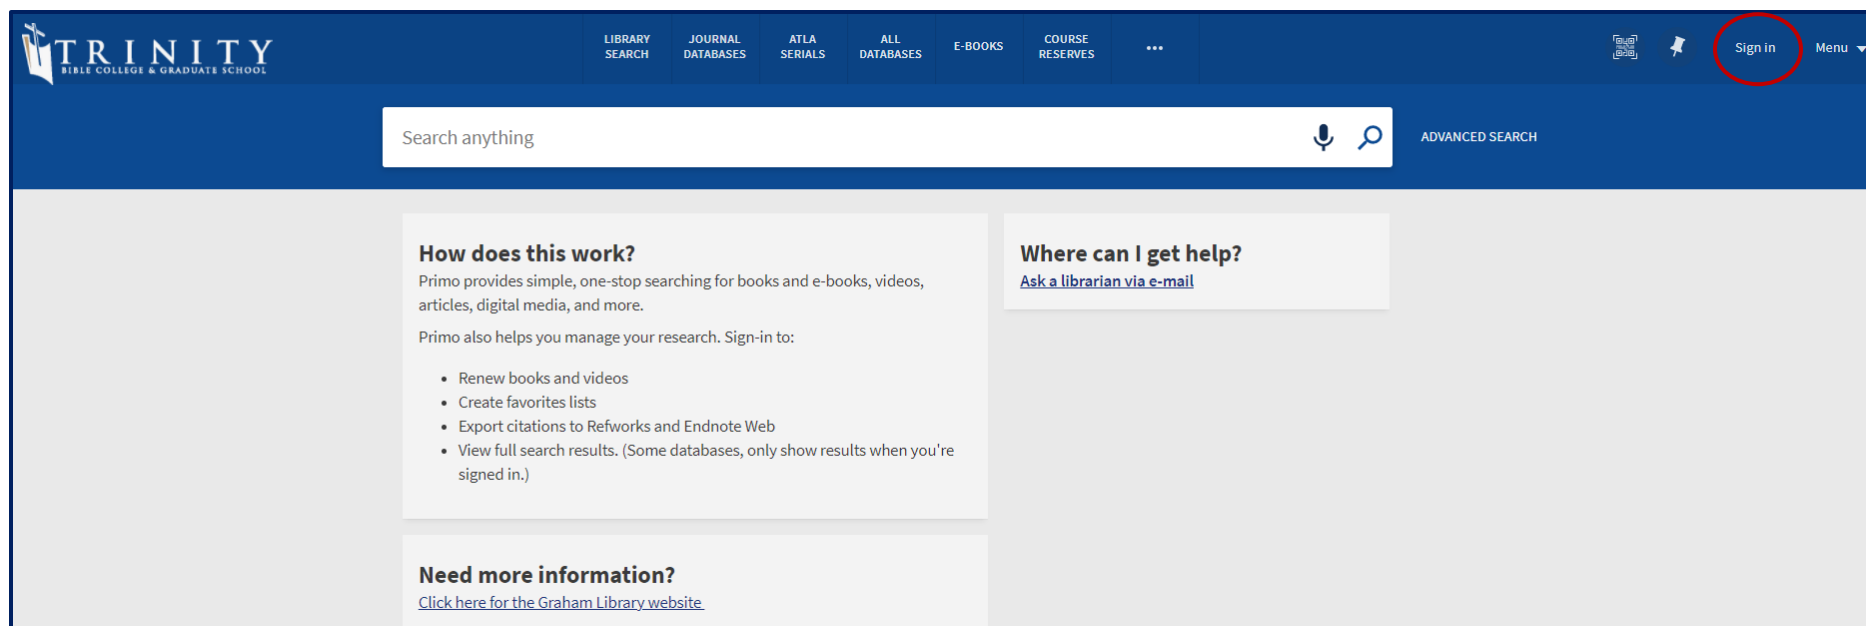 TRINITY
BIBLE COLLEGE & GRADUATE SCHOOL
LIBRARY
SEARCH
JOURNAL
DATABASES
ATLA
SERIALS
ALL
DATABASES
E-BOOKS
COURSE
RESERVES
Sign in
Menu
Search anything
ADVANCED SEARCH
How does this work?
Primo provides simple, one-stop searching for books and e-books, videos,
articles, digital media, and more.
Primo also helps you manage your research. Sign-in to:
• Renew books and videos
• Create favorites lists
• Export citations to Refworks and Endnote Web
• View full search results. (Some databases, only show results when you're
signed in.)
Where can I get help?
Ask a librarian via e-mail
Need more information?
Click here for the Graham Library website